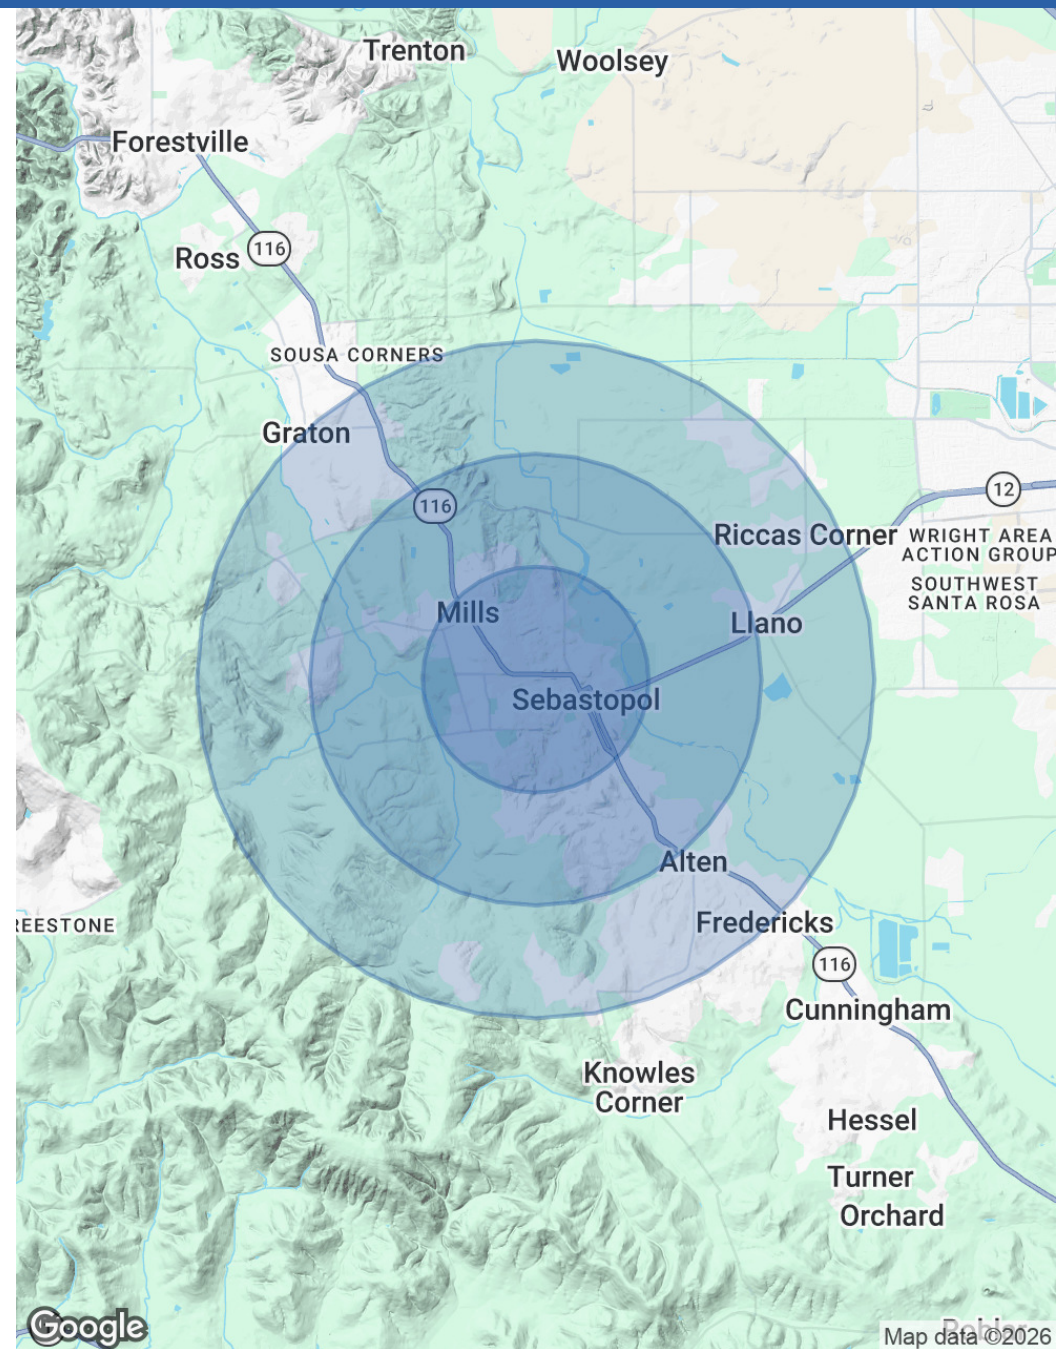 Trenton
Woolsey
Forestville
Ross
116
SOUSA CORNERS
Graton
116
12
Riccas Corner
WRIGHT AREA
ACTION GROUP
SOUTHWEST
SANTA ROSA
Mills
Llano
Sebastopol
Alten
Fredericks
REESTONE
116
Cunningham
Knowles
Corner
Hessel
Turner
Orchard
Google
Map data ©2026